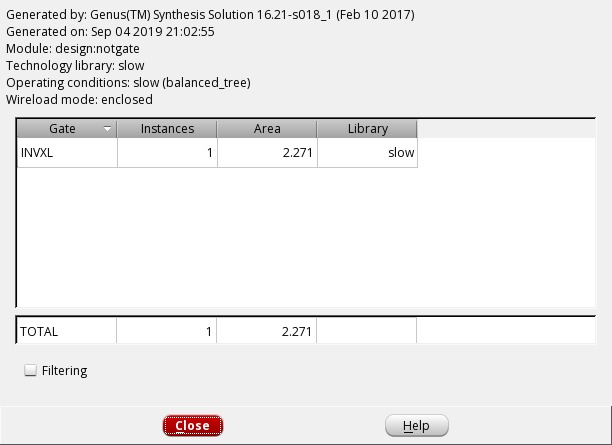 Generated by: Genus(TM) Synthesis Solution 16.21-s018_1 (Feb 10 2017)
Generated on: Sep 04 2019 21:02:55
Module: design:notgate
Technology library: slow
Operating conditions: slow (balanced_tree)
Wireload mode: enclosed
Gate Instances Area Library
INVXL 1 2.271 slow
TOTAL 1 2.271
Filtering
Close Help